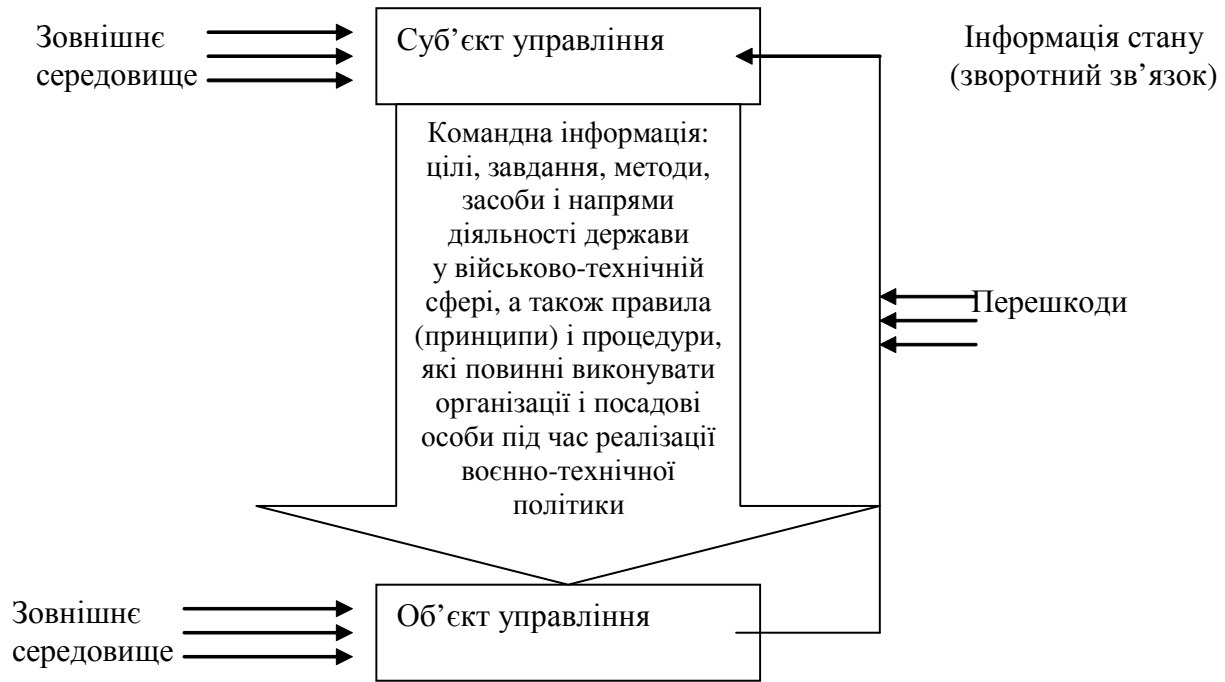 Зовнішнє
середовище
Суб’єкт управління
Інформація стану
(зворотний зв’язок)
Командна інформація:
цілі, завдання, методи,
засоби і напрями
діяльності держави
у військово-технічній
сфері, а також правила
(принципи) і процедури,
які повинні виконувати
організації і посадові
особи під час реалізації
воєнно-технічної
політики
Перешкоди
Зовнішнє
середовище
Об’єкт управління